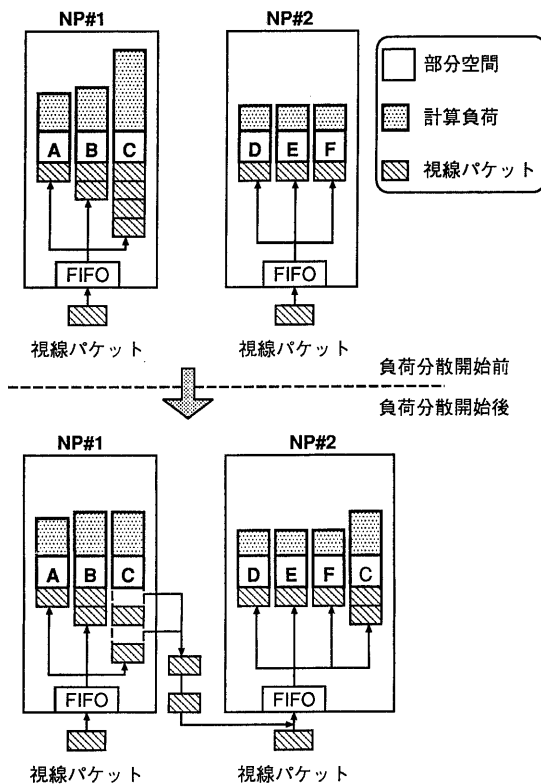 NP#1
NP#2
部分空間
計算負荷
視線パケット
A B C
D E F
FIFO
FIFO
視線パケット
視線パケット
負荷分散開始前
負荷分散開始後
NP#1
NP#2
A B C
D E F C
FIFO
FIFO
視線パケット
視線パケット